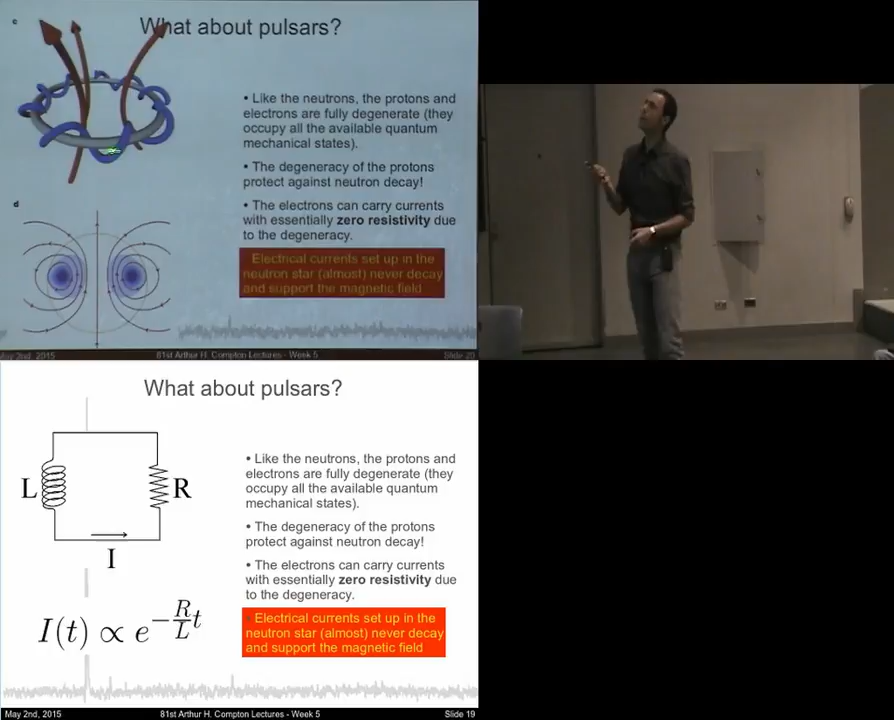 c
What about pulsars?
• Like the neutrons, the protons and
electrons are fully degenerate (they
occupy all the available quantum
mechanical states).
• The degeneracy of the protons
protect against neutron decay!
• The electrons can carry currents
with essentially zero resistivity due
to the degeneracy.
Electrical currents set up in the
neutron star (almost) never decay
and support the magnetic field
d
May 2nd, 2015
81st Arthur H. Compton Lectures - Week 5
Slide 20
What about pulsars?
L
R
I
I(t) ∝ e^{-\frac{R}{L}t}
• Like the neutrons, the protons and
electrons are fully degenerate (they
occupy all the available quantum
mechanical states).
• The degeneracy of the protons
protect against neutron decay!
• The electrons can carry currents
with essentially zero resistivity due
to the degeneracy.
• Electrical currents set up in the
neutron star (almost) never decay
and support the magnetic field
May 2nd, 2015
81st Arthur H. Compton Lectures - Week 5
Slide 19